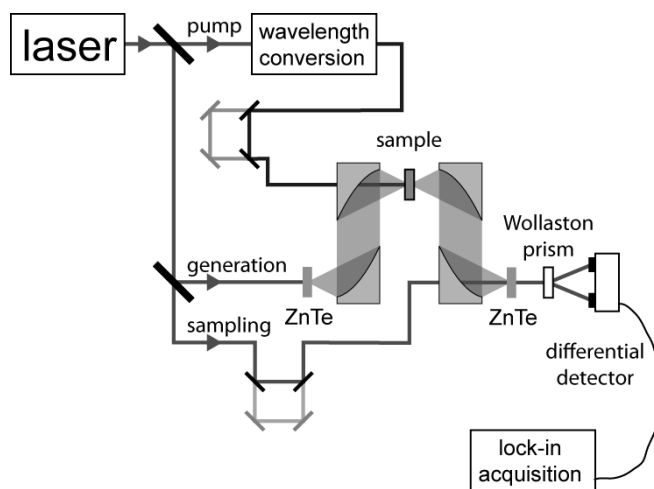 laser
pump
wavelength
conversion
sample
Wollaston
prism
generation
ZnTe
ZnTe
sampling
differential
detector
lock-in
acquisition